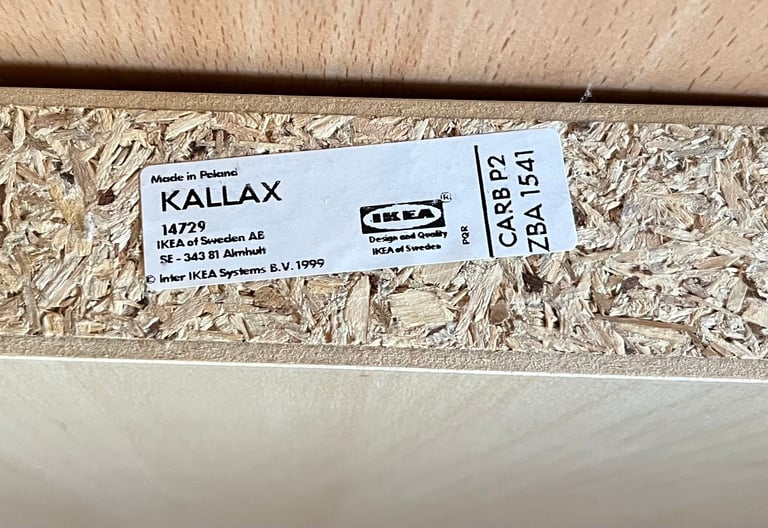 Made in Poland
KALLAX
14729
IKEA of Sweden AB
SE - 343 81 Älmhult
© Inter IKEA Systems B.V. 1999
IKEA
®
Design and Quality
IKEA of Sweden
PQR
CARB P2
ZBA 1541